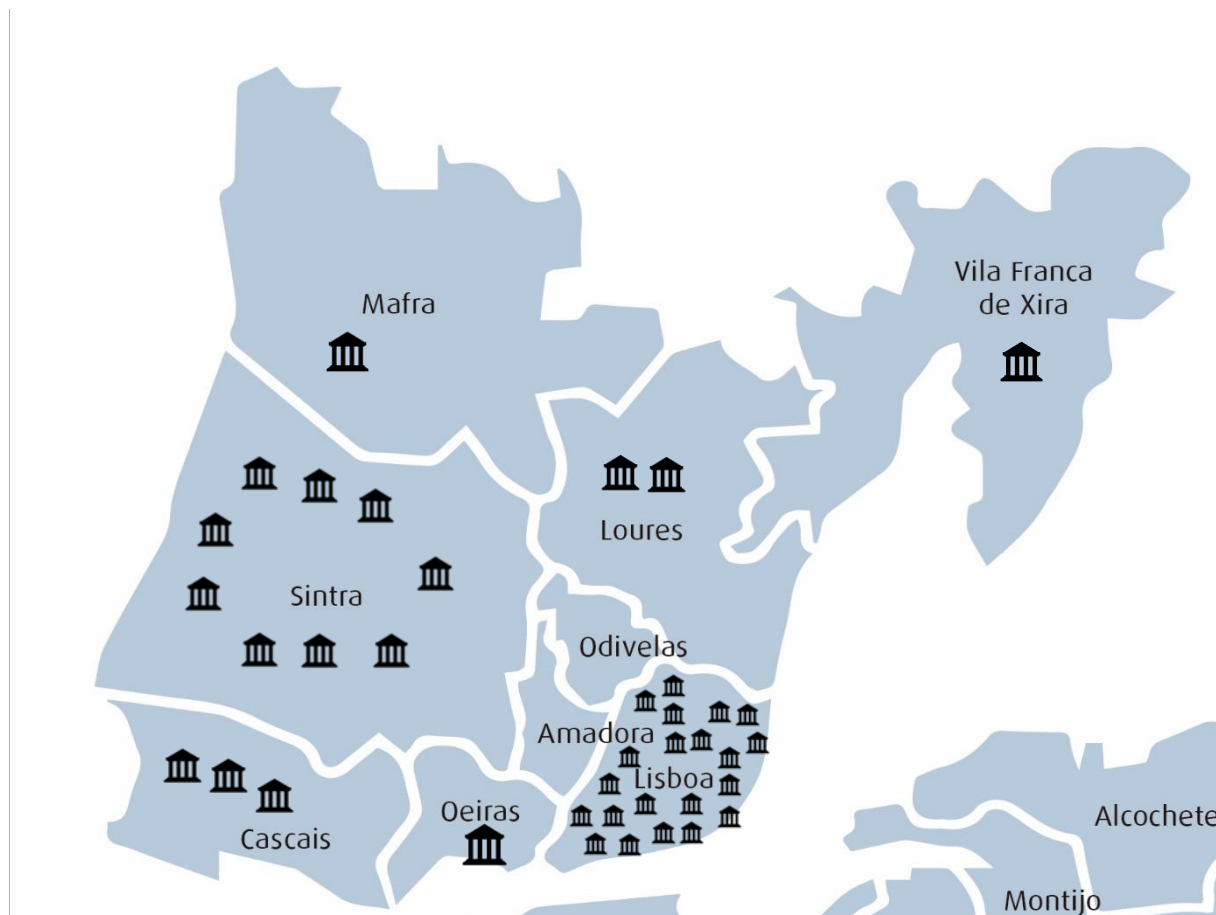 Mafra
Vila Franca
de Xira
Loures
Sintra
Odivelas
Amadora
Lisboa
Oeiras
Cascais
Alcochete
Montijo